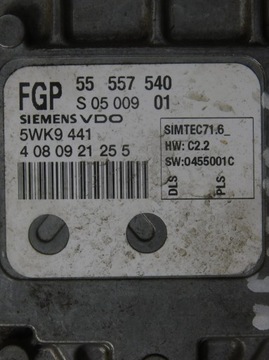 FGP 55 557 540
S 05 009 01
SIEMENS VDO
5WK9 441
4 08 09 21 25 5
SIMTEC71.6_
HW: C2.2
SW:0455001C
DLS PLS